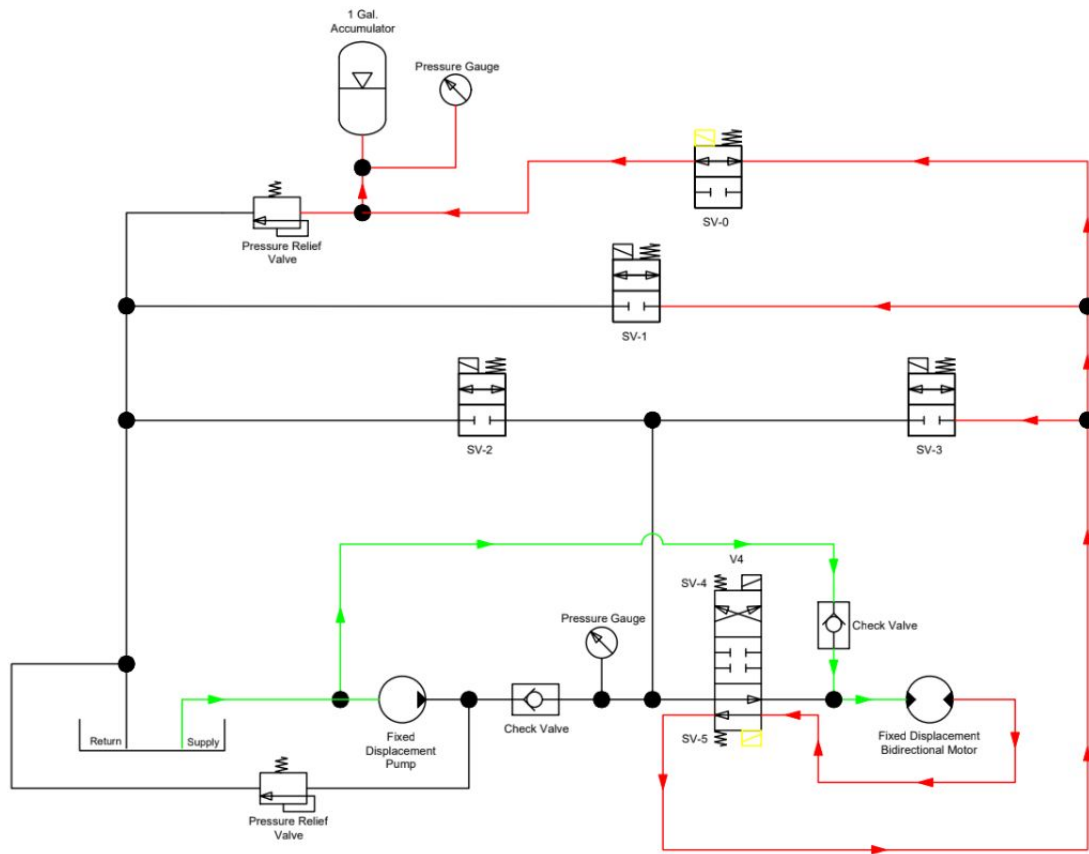 1 Gal.
Accumulator
Pressure Gauge
SV-0
Pressure Relief
Valve
SV-1
SV-2
SV-3
V4
SV-4
Pressure Gauge
Check Valve
Return
Supply
Fixed
Displacement
Pump
Check Valve
SV-5
Fixed Displacement
Bidirectional Motor
Pressure Relief
Valve